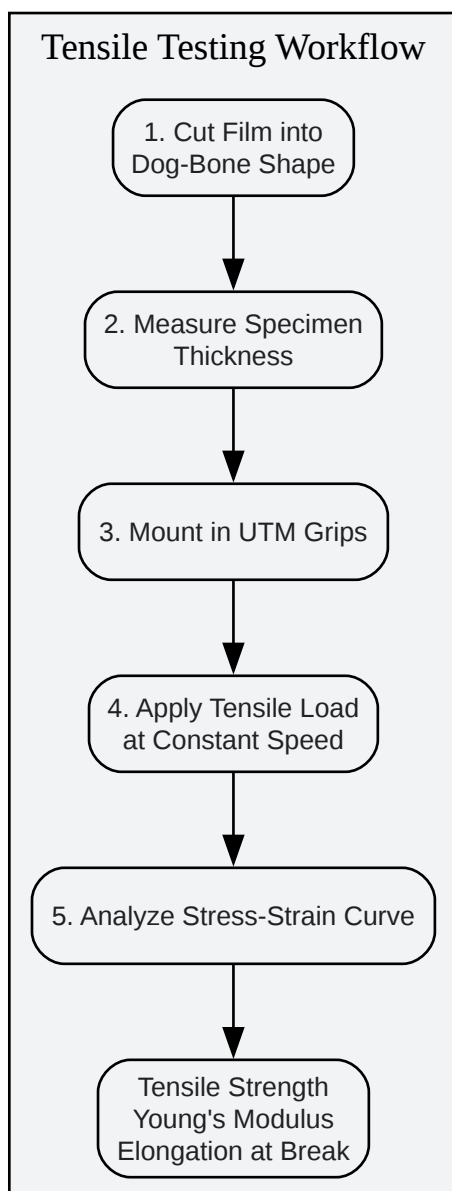 Tensile Testing Workflow
1. Cut Film into
Dog-Bone Shape
2. Measure Specimen
Thickness
3. Mount in UTM Grips
4. Apply Tensile Load
at Constant Speed
5. Analyze Stress-Strain Curve
Tensile Strength
Young's Modulus
Elongation at Break